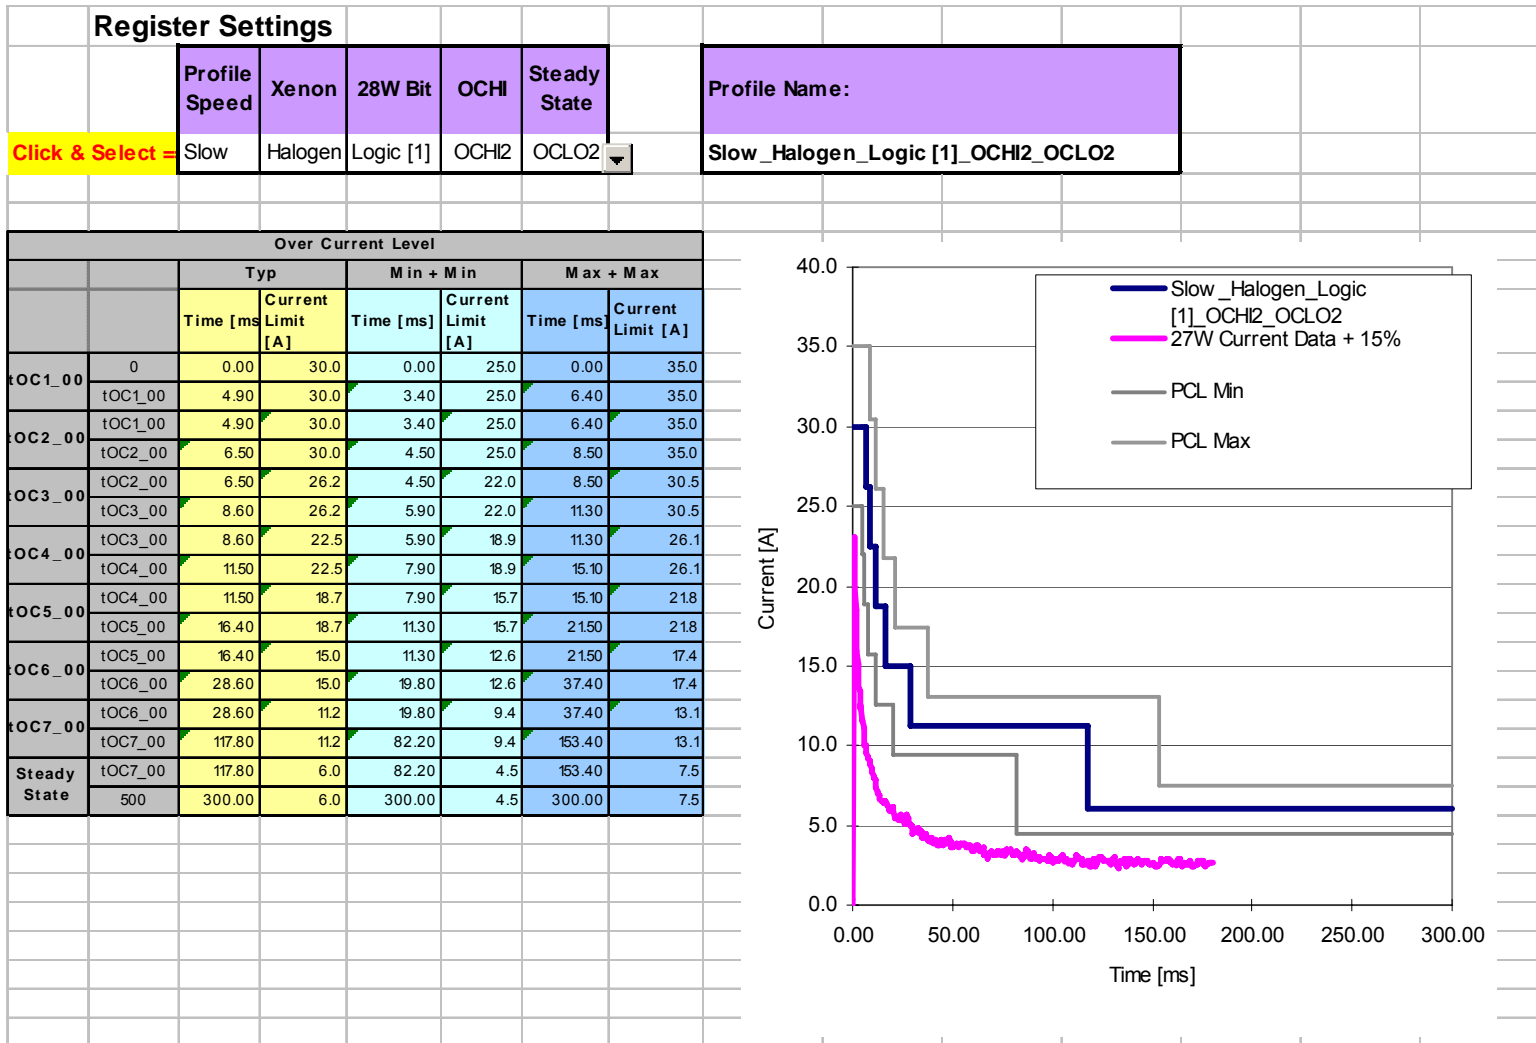 Register Settings
Profile Speed Xenon 28W Bit OCHI Steady State Profile Name:
Click & Select = Slow Halogen Logic [1] OCHI2 OCLO2 Slow_Halogen_Logic [1]_OCHI2_OCLO2
Over Current Level
Typ Min + Min Max + Max
Time [ms Current Limit [A] Time [ms] Current Limit [A] Time [ms] Current Limit [A]
tOC1_00 0 0.00 30.0 0.00 25.0 0.00 35.0
tOC1_00 4.90 30.0 3.40 25.0 6.40 35.0
tOC2_00 tOC1_00 4.90 30.0 3.40 25.0 6.40 35.0
tOC2_00 6.50 30.0 4.50 25.0 8.50 35.0
tOC3_00 tOC2_00 6.50 26.2 4.50 22.0 8.50 30.5
tOC3_00 8.60 26.2 5.90 22.0 11.30 30.5
tOC4_00 tOC3_00 8.60 22.5 5.90 18.9 11.30 26.1
tOC4_00 11.50 22.5 7.90 18.9 15.10 26.1
tOC5_00 tOC4_00 11.50 18.7 7.90 15.7 15.10 21.8
tOC5_00 16.40 18.7 11.30 15.7 21.50 21.8
tOC6_00 tOC5_00 16.40 15.0 11.30 12.6 21.50 17.4
tOC6_00 28.60 15.0 19.80 12.6 37.40 17.4
tOC7_00 tOC6_00 28.60 11.2 19.80 9.4 37.40 13.1
tOC7_00 117.80 11.2 82.20 9.4 153.40 13.1
Steady State tOC7_00 117.80 6.0 82.20 4.5 153.40 7.5
500 300.00 6.0 300.00 4.5 300.00 7.5
40.0
35.0
30.0
25.0
20.0
15.0
10.0
5.0
0.0
Current [A]
Slow_Halogen_Logic
[1]_OCHI2_OCLO2
27W Current Data + 15%
PCL Min
PCL Max
0.00 50.00 100.00 150.00 200.00 250.00 300.00
Time [ms]